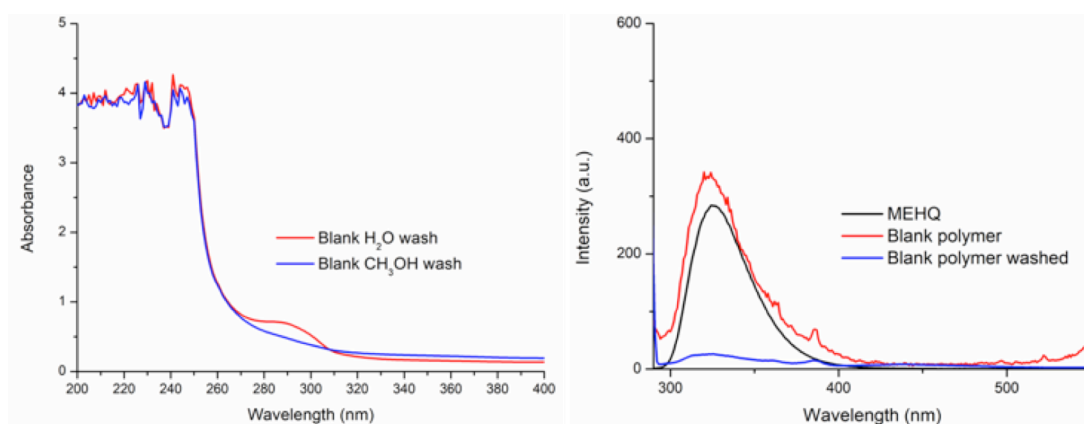 5
4
3
2
1
0
200 220 240 260 280 300 320 340 360 380 400
Absorbance
Wavelength (nm)
Blank H₂O wash
Blank CH₃OH wash
600
400
200
0
300 400 500
Intensity (a.u.)
Wavelength (nm)
MEHQ
Blank polymer
Blank polymer washed